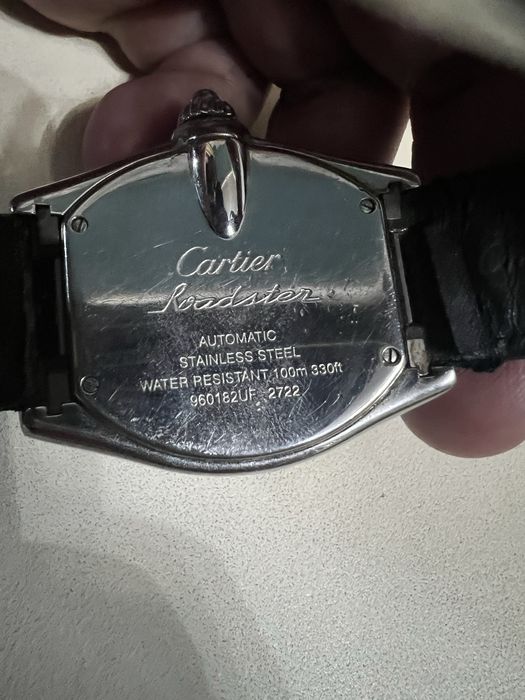 Cartier
Roadster
AUTOMATIC
STAINLESS STEEL
WATER RESISTANT 100m 330ft
960182UF 2722